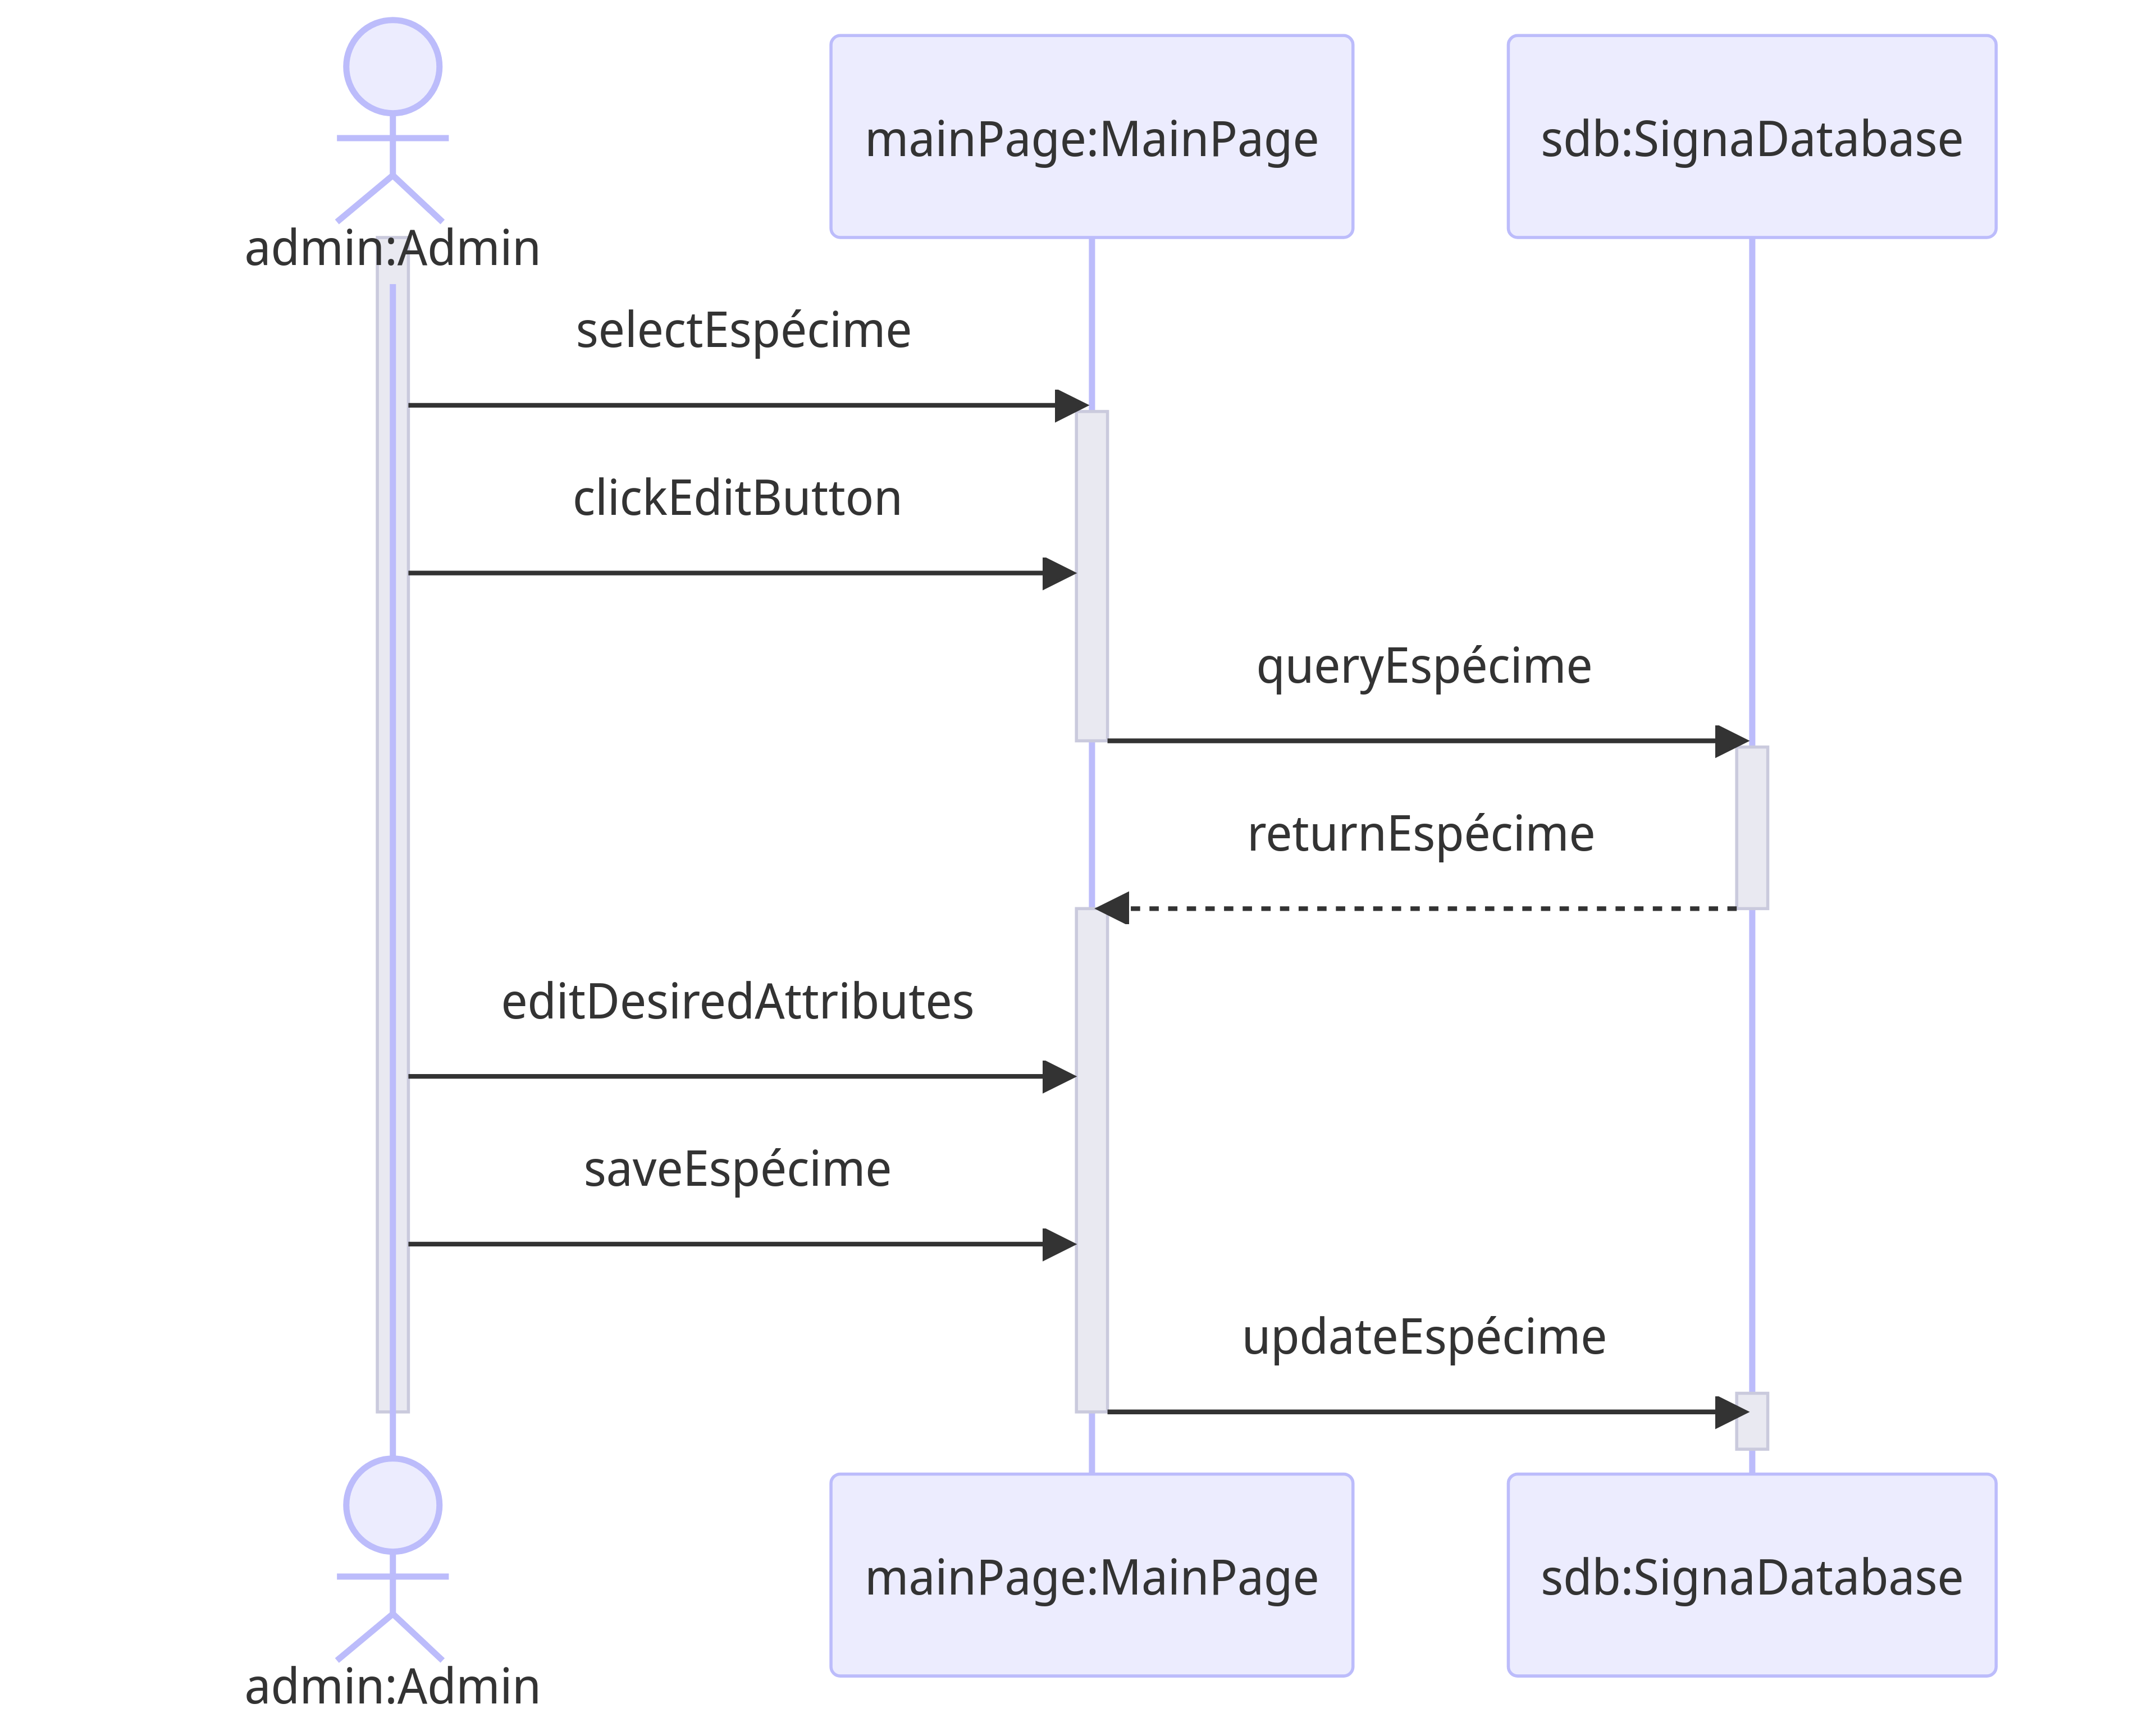 admin:Admin
mainPage:MainPage
sdb:SignaDatabase
selectEspécime
clickEditButton
queryEspécime
returnEspécime
editDesiredAttributes
saveEspécime
updateEspécime
admin:Admin
mainPage:MainPage
sdb:SignaDatabase